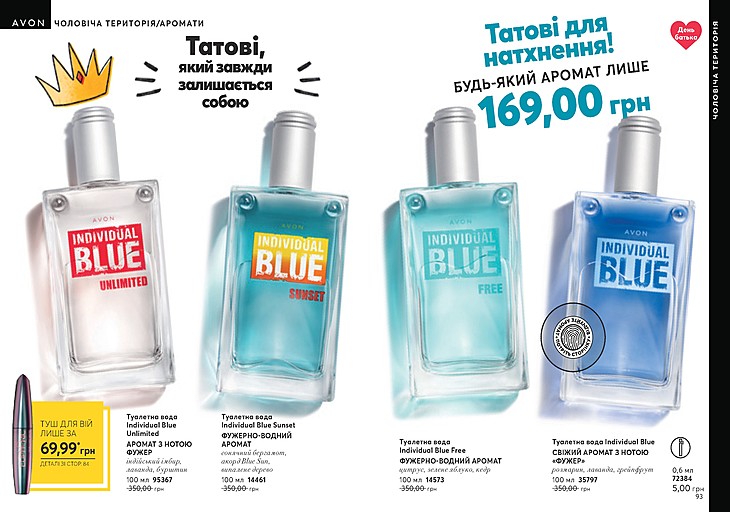 AVON ЧОЛОВІЧА ТЕРИТОРІЯ/АРОМАТИ
Татові,
який завжди
залишається
собою
Татові для
натхнення!
БУДЬ-ЯКИЙ АРОМАТ ЛИШЕ
169,00 грн
День
батька
ЧОЛОВІЧА ТЕРИТОРІЯ
AVON
INDIVIDUAL
BLUE
UNLIMITED
AVON
INDIVIDUAL
BLUE
SUNSET
AVON
INDIVIDUAL
BLUE
FREE
AVON
INDIVIDUAL
BLUE
ТУШ ДЛЯ ВІЙ
ЛИШЕ ЗА
69,99* грн
ДЕТАЛІ ЗІ СТОР. 84
Туалетна вода
Individual Blue
Unlimited
АРОМАТ З НОТОЮ
ФУЖЕР
індійський імбир,
лаванда, бурштин
100 мл 95367
350,00 грн
Туалетна вода
Individual Blue Sunset
ФУЖЕРНО-ВОДНИЙ
АРОМАТ
сонячний бергамот,
акорд Blue Sun,
випалене дерево
100 мл 14461
350,00 грн
Туалетна вода
Individual Blue Free
ФУЖЕРНО-ВОДНИЙ АРОМАТ
цитрус, зелене яблуко, кедр
100 мл 14573
350,00 грн
Туалетна вода Individual Blue
СВІЖИЙ АРОМАТ З НОТОЮ
«ФУЖЕР»
розмарин, лаванда, грейпфрут
100 мл 35797
350,00 грн
0,6 мл
72384
5,00 грн
93